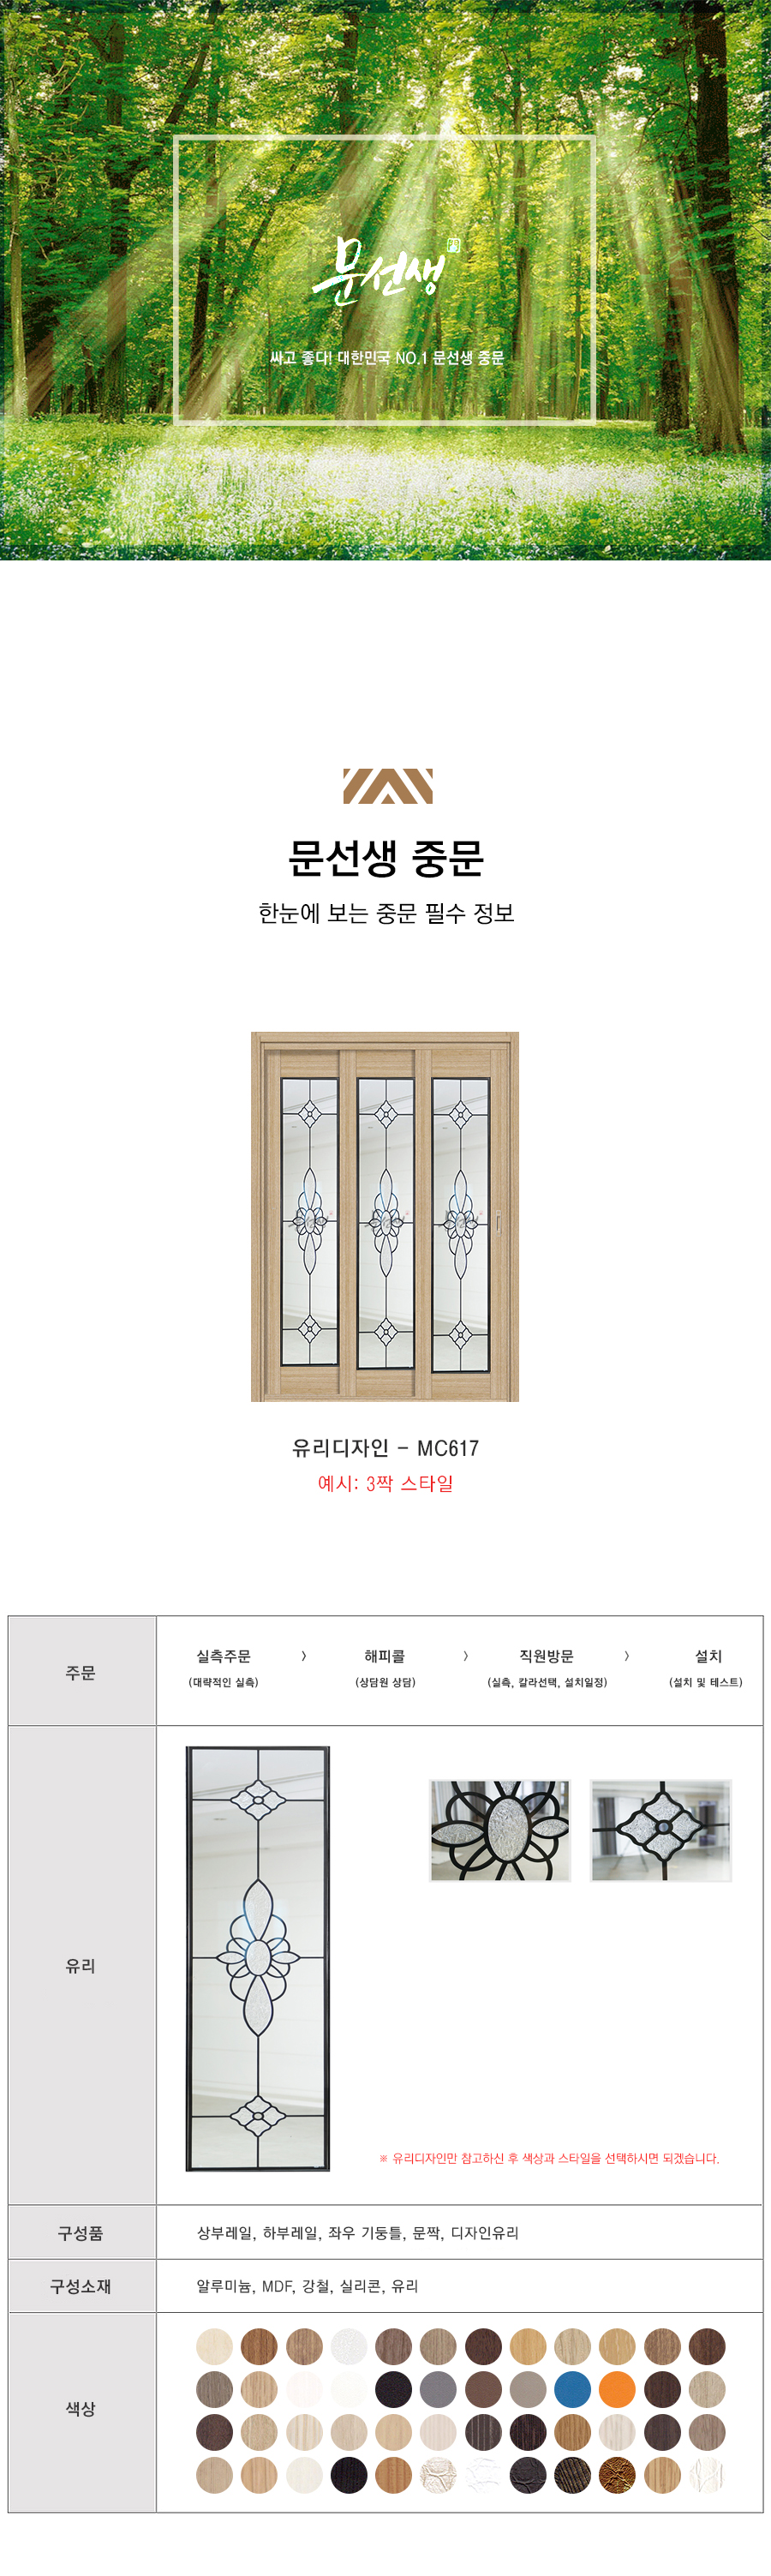 문선생
싸고 좋다! 대한민국 NO.1 문선생 중문
문선생 중문
한눈에 보는 중문 필수 정보
유리디자인 - MC617
예시: 3짝 스타일
주문
실측주문 > 해피콜 > 직원방문 > 설치
(대략적인 실측) (상담원 상담) (실측, 칼라선택, 설치일정) (설치 및 테스트)
유리
※ 유리디자인만 참고하신 후 색상과 스타일을 선택하시면 되겠습니다.
구성품
상부레일, 하부레일, 좌우 기둥틀, 문짝, 디자인유리
구성소재
알루미늄, MDF, 강철, 실리콘, 유리
색상